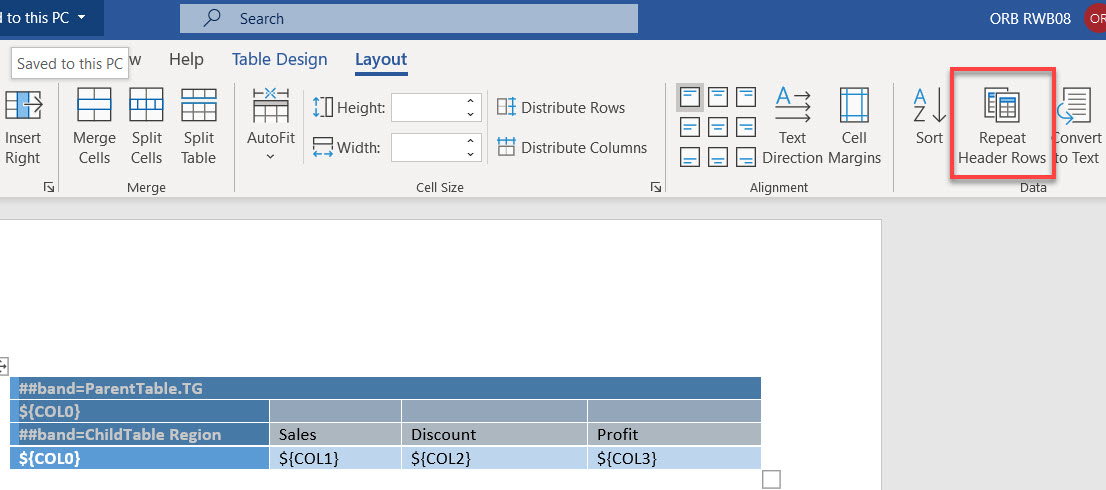 d to this PC
Search
ORB RWB08
OR
Saved to this PC
w
Help
Table Design
Layout
Insert
Right
Merge
Cells
Split
Cells
Split
Table
Merge
AutoFit
Height:
Width:
Distribute Rows
Distribute Columns
Cell Size
Text
Direction
Cell
Margins
Alignment
A
Z
Sort
Repeat
Header Rows
Convert
to Text
Data
##band=ParentTable.TG
${COL0}
##band=ChildTable Region Sales Discount Profit
${COL0} ${COL1} ${COL2} ${COL3}